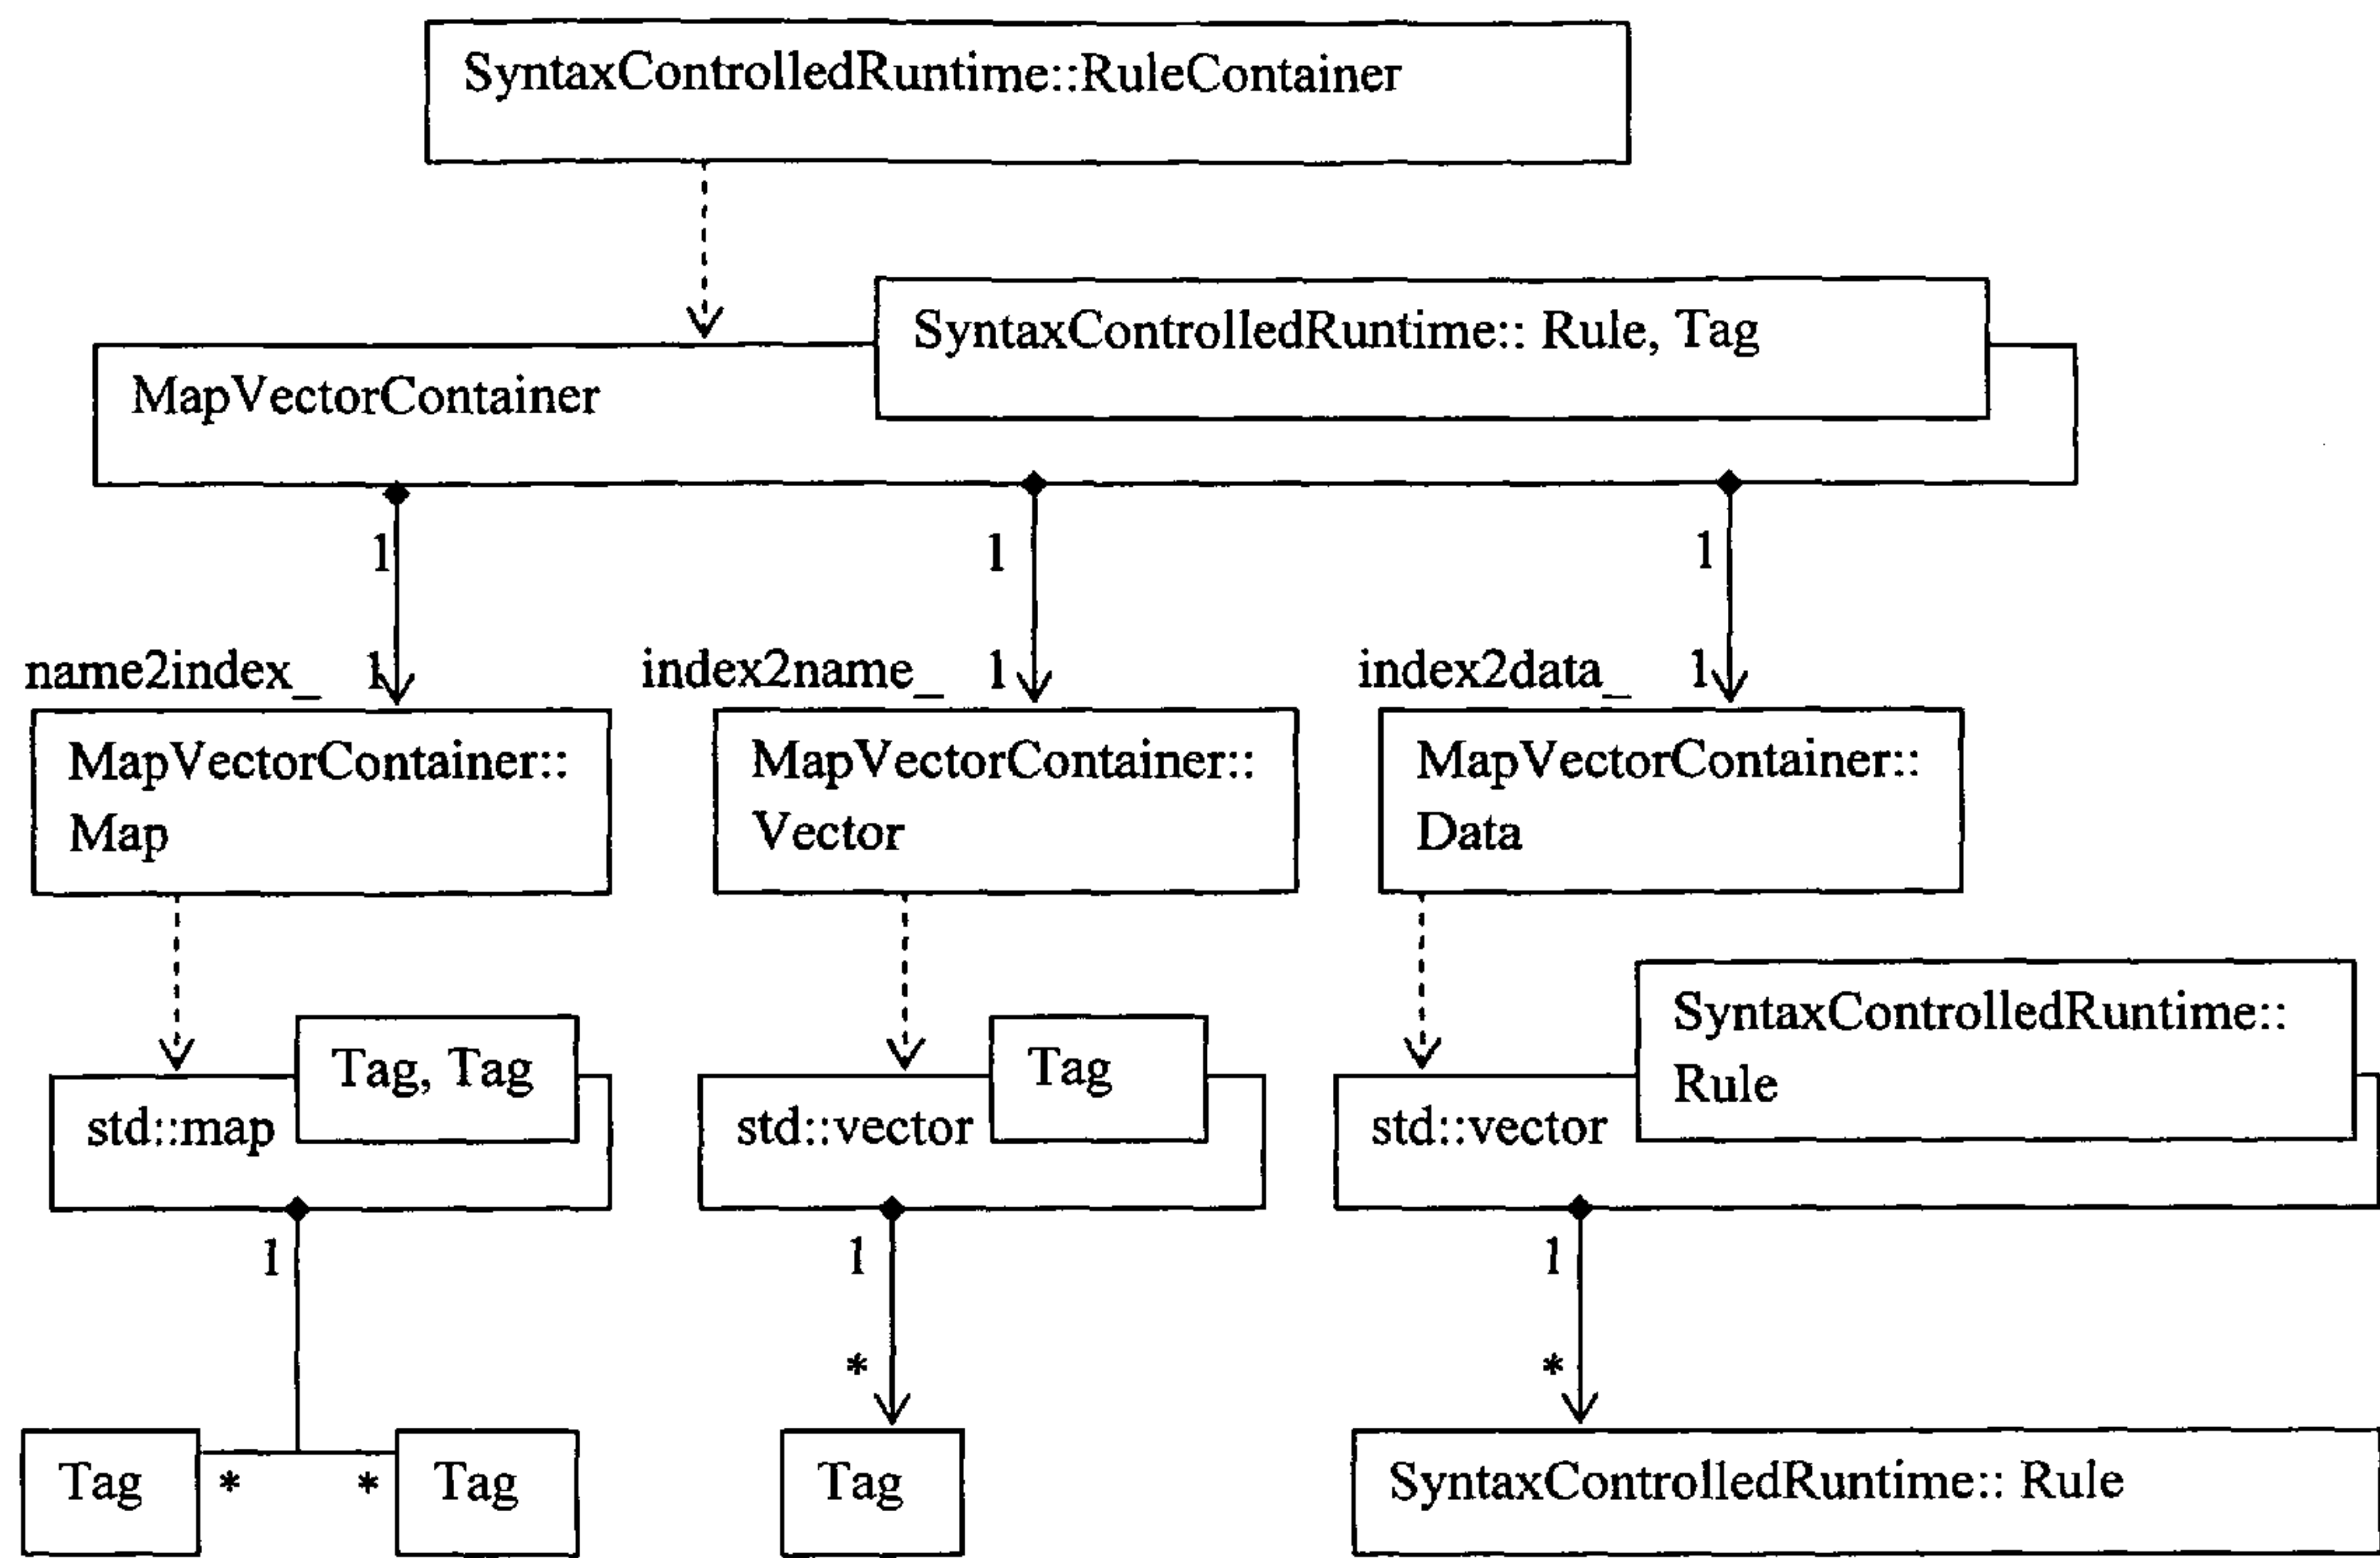 SyntaxControlledRuntime::RuleContainer
SyntaxControlledRuntime:: Rule, Tag
MapVectorContainer
1
1
1
name2index_
1
index2name_
1
index2data_
1
MapVectorContainer::
Map
MapVectorContainer::
Vector
MapVectorContainer::
Data
Tag, Tag
std::map
Tag
std::vector
SyntaxControlledRuntime::
Rule
std::vector
1
1
1
*
*
Tag
*
*
Tag
Tag
SyntaxControlledRuntime:: Rule